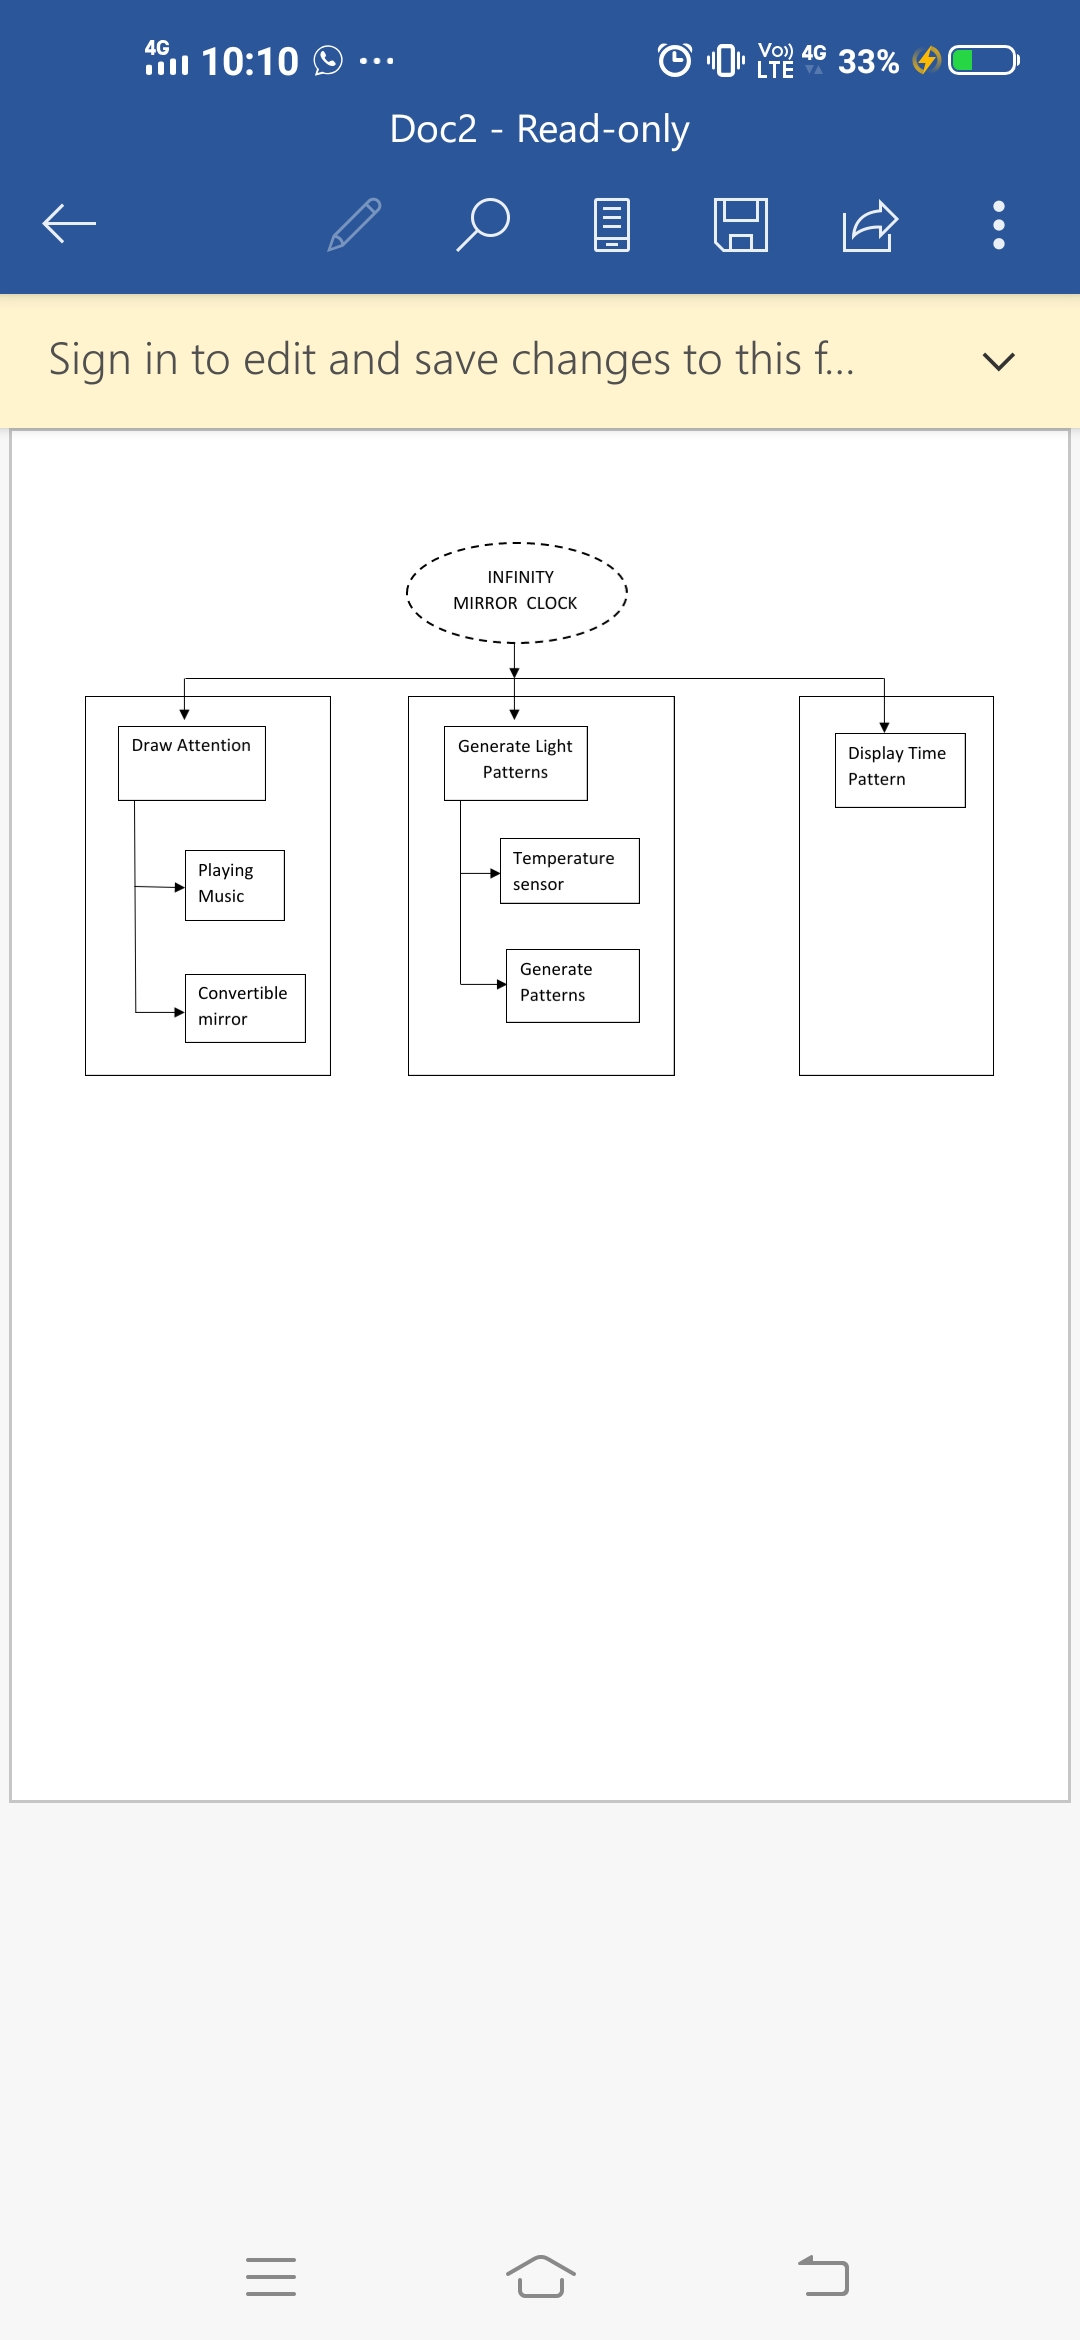 4G
10:10
Vo)) LTE 4G 33%
Doc2 - Read-only
Sign in to edit and save changes to this f...
INFINITY
MIRROR CLOCK
Draw Attention
Playing
Music
Convertible
mirror
Generate Light
Patterns
Temperature
sensor
Generate
Patterns
Display Time
Pattern